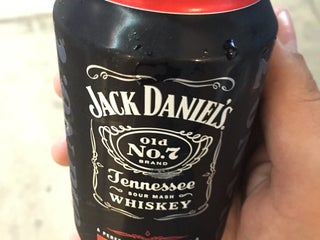 JACK DANIEL'S
Old
No.7
BRAND
Tennessee
SOUR MASH
WHISKEY